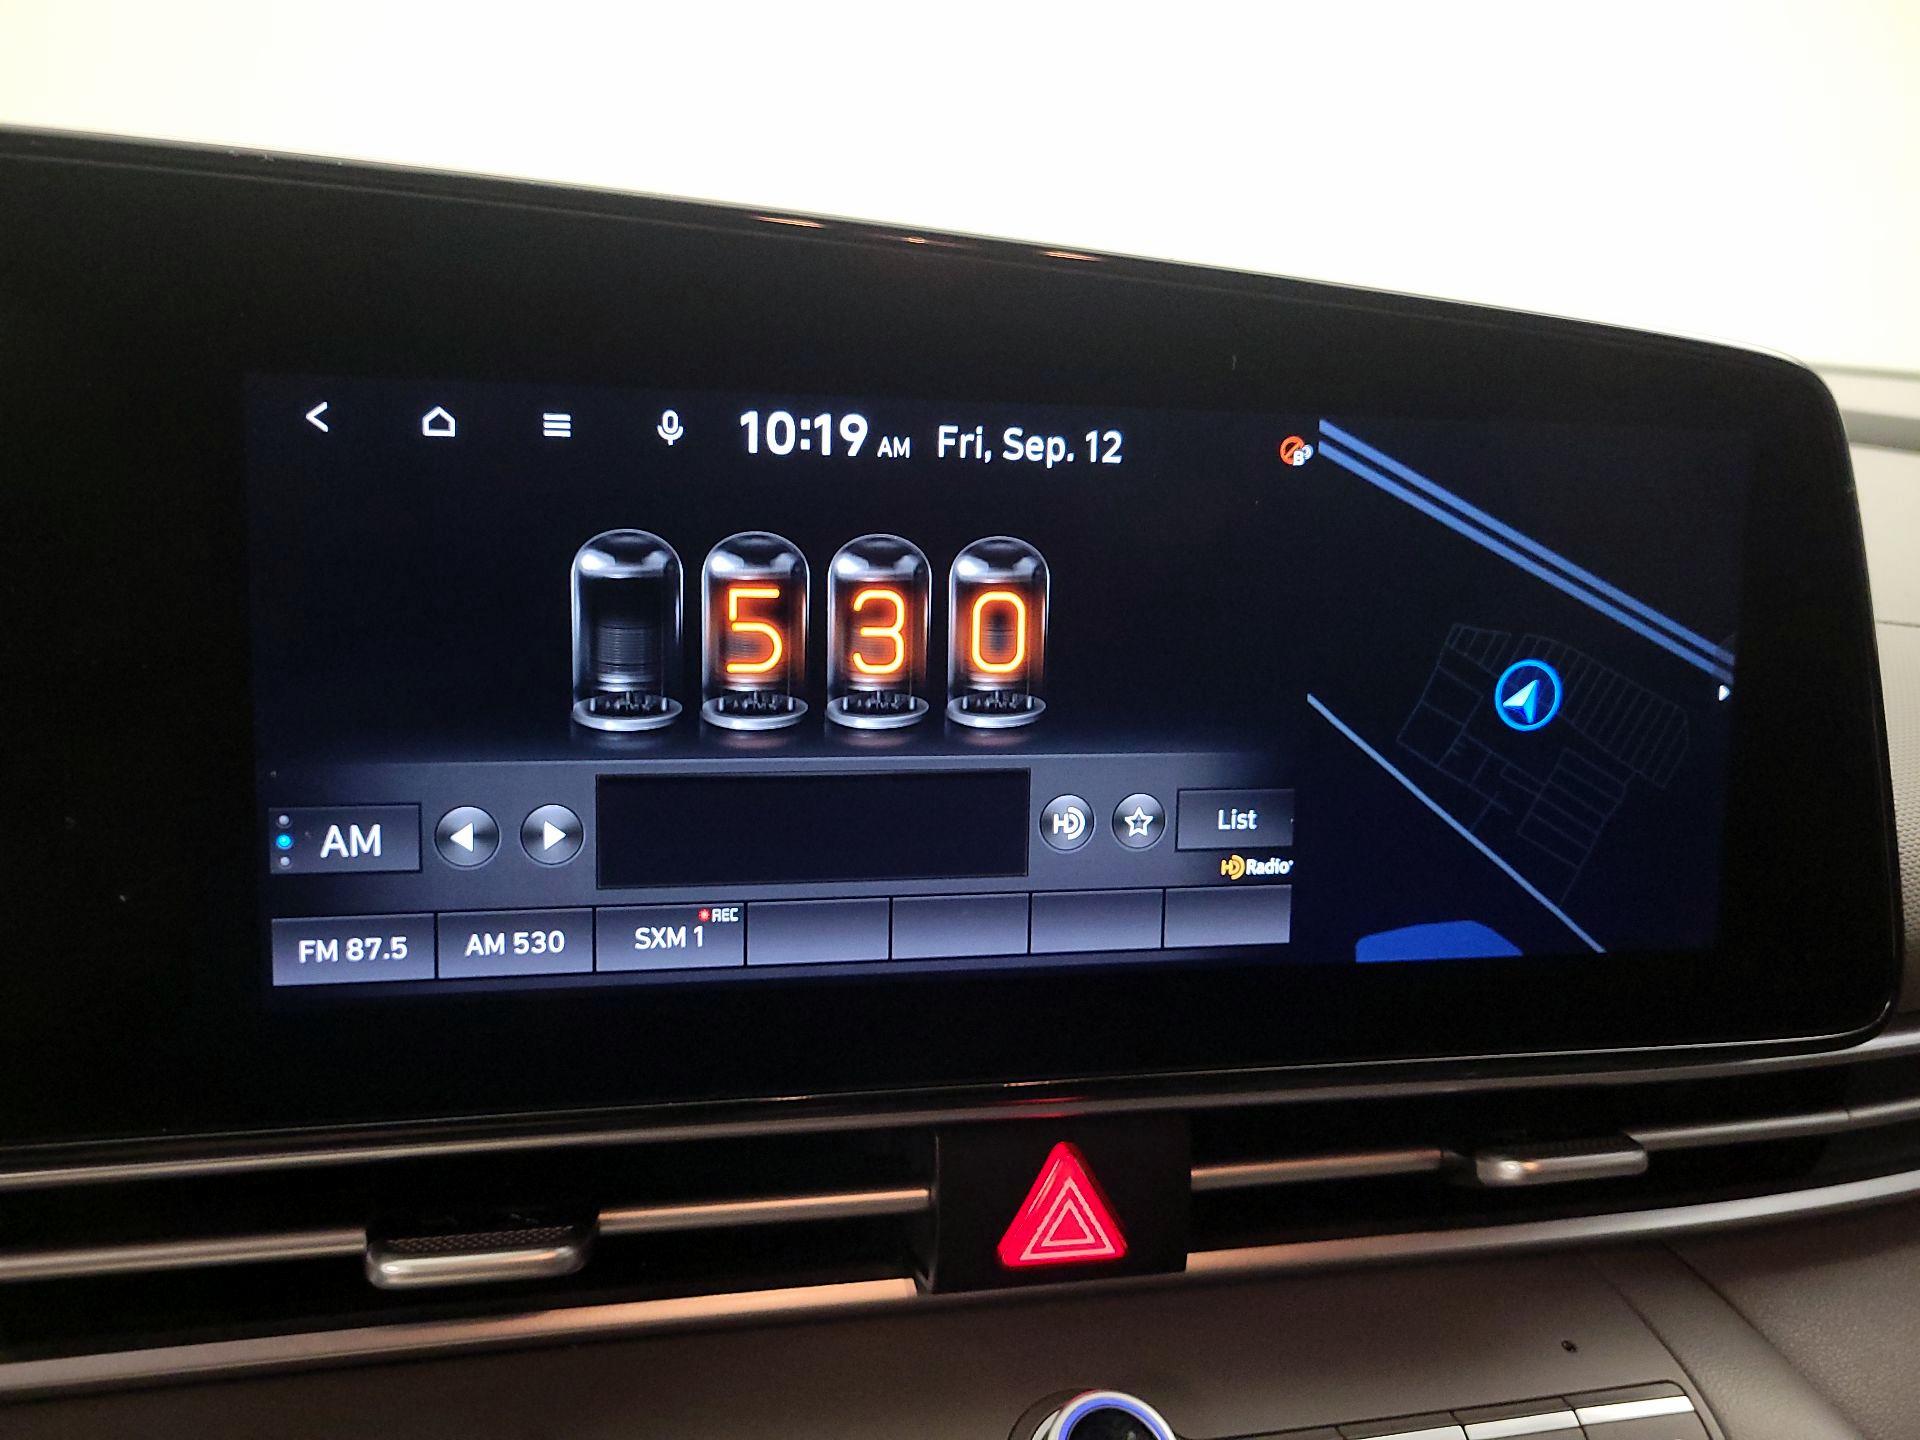 10:19 AM Fri, Sep. 12
530
AM
List
HD Radio
FM 87.5
AM 530
SXM 1
REC